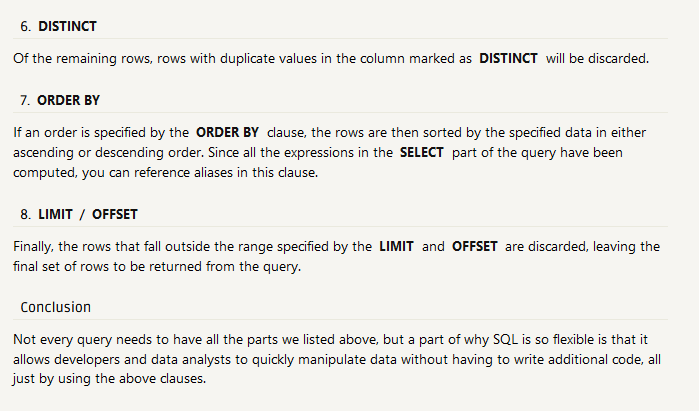 6. DISTINCT
Of the remaining rows, rows with duplicate values in the column marked as DISTINCT will be discarded.
7. ORDER BY
If an order is specified by the ORDER BY clause, the rows are then sorted by the specified data in either
ascending or descending order. Since all the expressions in the SELECT part of the query have been
computed, you can reference aliases in this clause.
8. LIMIT / OFFSET
Finally, the rows that fall outside the range specified by the LIMIT and OFFSET are discarded, leaving the
final set of rows to be returned from the query.
Conclusion
Not every query needs to have all the parts we listed above, but a part of why SQL is so flexible is that it
allows developers and data analysts to quickly manipulate data without having to write additional code, all
just by using the above clauses.